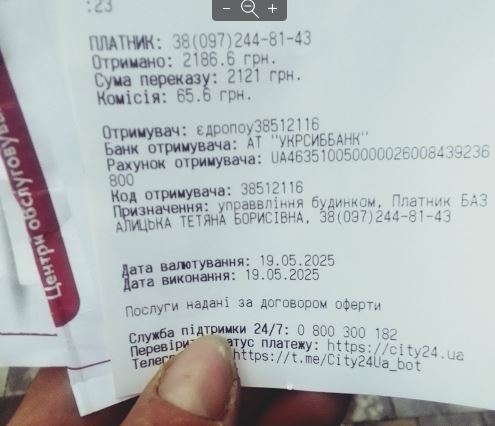 :23
ПЛАТНИК: 38(097)244-81-43
Отримано: 2186.6 грн.
Сума переказу: 2121 грн.
Комісія: 65.6 грн.
Отримувач: єдропоу38512116
Банк отримувача: АТ "УКРСИББАНК"
Рахунок отримувача: UA463510050000026008439236
800
Код отримувача: 38512116
Призначення: управвління будинком, Платник БАЗ
АЛИЦЬКА ТЕТЯНА БОРИСІВНА, 38(097)244-81-43
Дата валютування: 19.05.2025
Дата виконання: 19.05.2025
Послуги надані за договором оферти
Служба підтримки 24/7: 0 800 300 182
платежу: https://city24.ua
https://t.me/City24Ua_bot
Центри обслугову